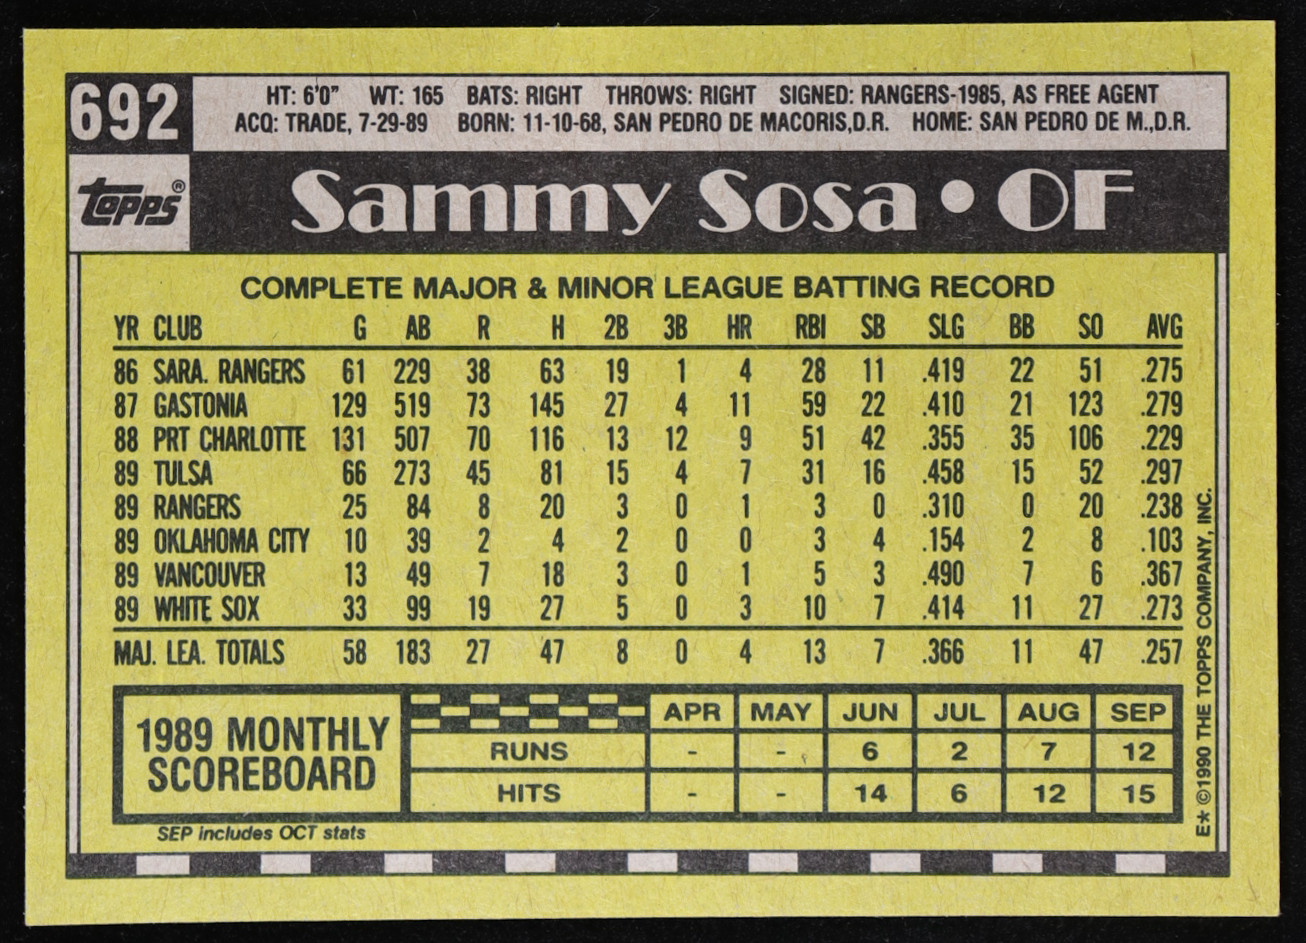 692
HT: 6'0" WT: 165 BATS: RIGHT THROWS: RIGHT SIGNED: RANGERS-1985, AS FREE AGENT
ACQ: TRADE, 7-29-89 BORN: 11-10-68, SAN PEDRO DE MACORIS,D.R. HOME: SAN PEDRO DE M.,D.R.
topps®
Sammy Sosa • OF
COMPLETE MAJOR & MINOR LEAGUE BATTING RECORD
YR CLUB G AB R H 2B 3B HR RBI SB SLG BB SO AVG
86 SARA. RANGERS 61 229 38 63 19 1 4 28 11 .419 22 51 .275
87 GASTONIA 129 519 73 145 27 4 11 59 22 .410 21 123 .279
88 PRT CHARLOTTE 131 507 70 116 13 12 9 51 42 .355 35 106 .229
89 TULSA 66 273 45 81 15 4 7 31 16 .458 15 52 .297
89 RANGERS 25 84 8 20 3 0 1 3 0 .310 0 20 .238
89 OKLAHOMA CITY 10 39 2 4 2 0 0 3 4 .154 2 8 .103
89 VANCOUVER 13 49 7 18 3 0 1 5 3 .490 7 6 .367
89 WHITE SOX 33 99 19 27 5 0 3 10 7 .414 11 27 .273
MAJ. LEA. TOTALS 58 183 27 47 8 0 4 13 7 .366 11 47 .257
1989 MONTHLY
SCOREBOARD
APR MAY JUN JUL AUG SEP
RUNS - - 6 2 7 12
HITS - - 14 6 12 15
SEP includes OCT stats
E* ©1990 THE TOPPS COMPANY, INC.